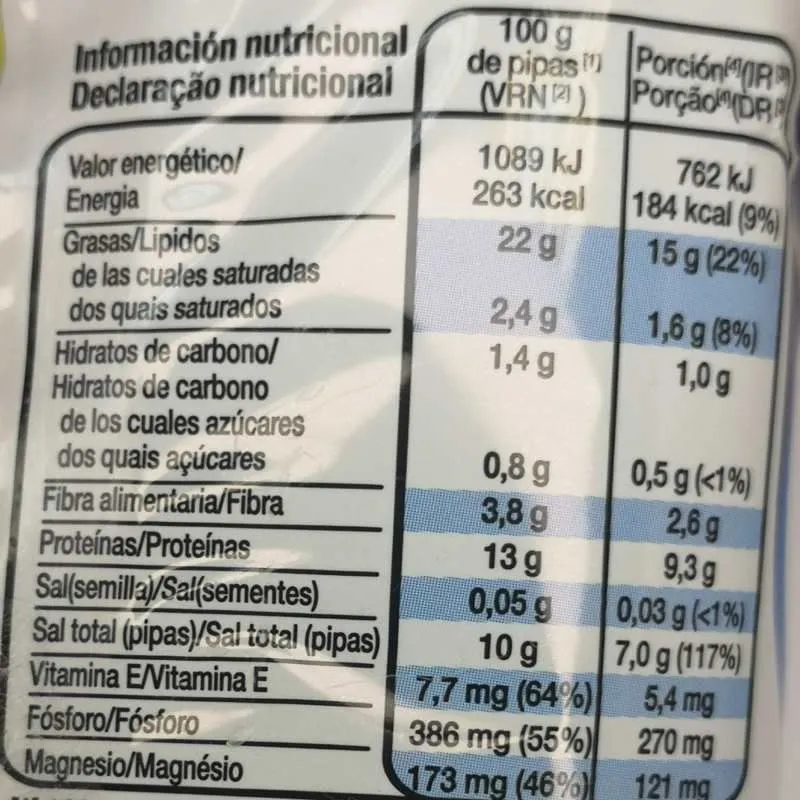 Información nutricional
Declaração nutricional
100 g
de pipas [1]
(VRN [2])
Porción[4](IR [3]
Porção[4](DR [3]
Valor energético/
Energia
1089 kJ
263 kcal
762 kJ
184 kcal (9%)
Grasas/Lípidos
22 g
15 g (22%)
de las cuales saturadas
dos quais saturados
2,4 g
1,6 g (8%)
Hidratos de carbono/
Hidratos de carbono
1,4 g
1,0 g
de los cuales azúcares
dos quais açúcares
0,8 g
0,5 g (<1%)
Fibra alimentaria/Fibra
3,8 g
2,6 g
Proteínas/Proteínas
13 g
9,3 g
Sal(semilla)/Sal(sementes)
0,05 g
0,03 g (<1%)
Sal total (pipas)/Sal total (pipas)
10 g
7,0 g (117%)
Vitamina E/Vitamina E
7,7 mg (64%)
5,4 mg
Fósforo/Fósforo
386 mg (55%)
270 mg
Magnesio/Magnésio
173 mg (46%)
121 mg